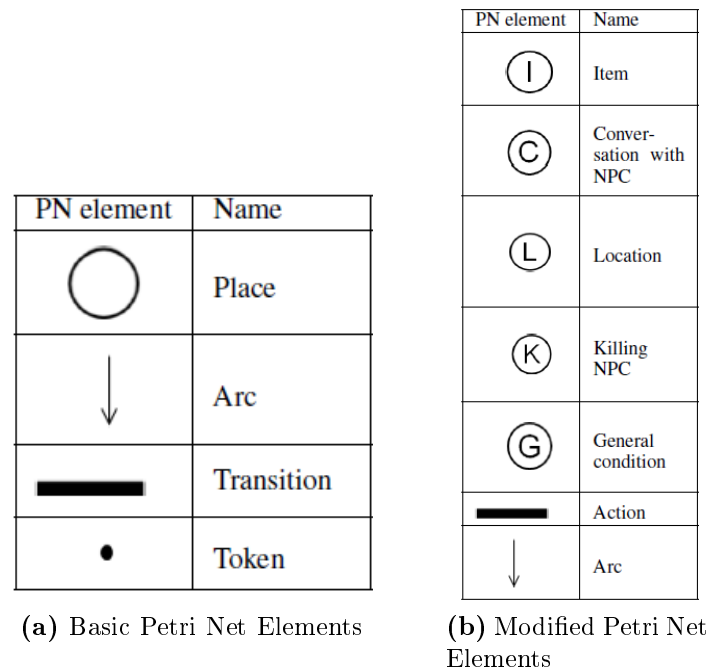 PN element Name
Place
Arc
Transition
Token
(a) Basic Petri Net Elements
PN element Name
I Item
C Conver-
sation with
NPC
L Location
K Killing
NPC
G General
condition
Action
Arc
(b) Modified Petri Net
Elements